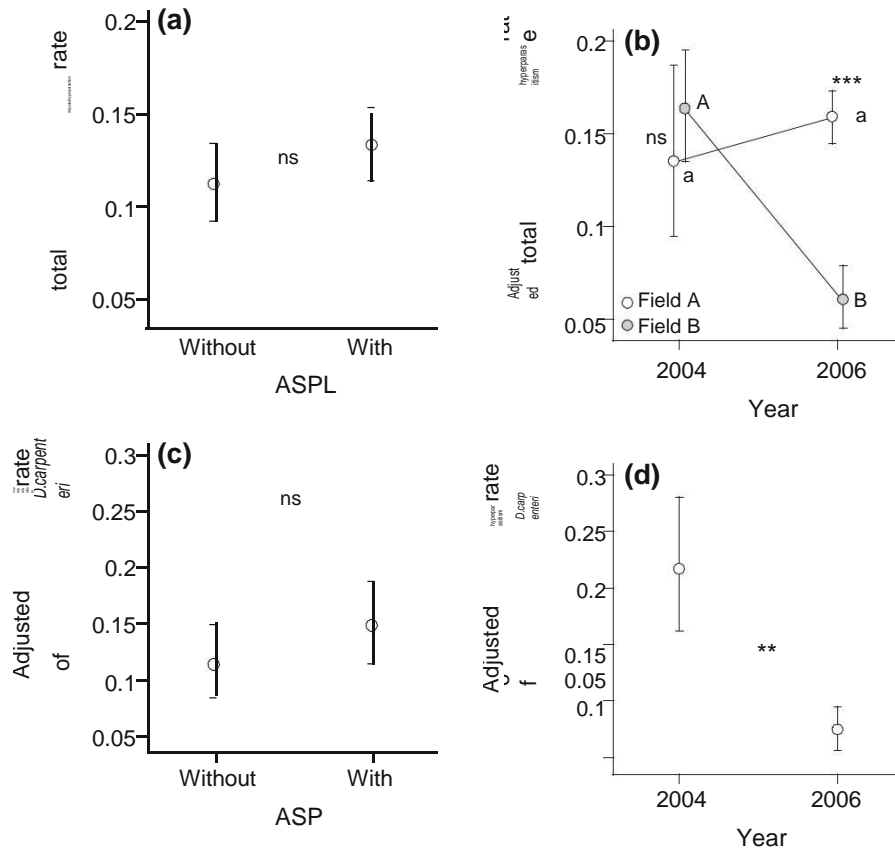 (a)
0.2
rate
0.15
ns
0.1
total
0.05
Without With
ASPL
(b)
e
hyperparas
itism
0.2
***
A
a
0.15
ns
a
0.1
total
Adjust
ed
Field A
Field B
B
0.05
2004 2006
Year
(c)
rate
D.carpent
eri
0.3
ns
0.25
0.2
0.15
Adjusted
of
0.1
0.05
Without With
ASP
(d)
rate
hyperpar
asitism
D.carp
enteri
0.3
0.25
0.2
0.15
**
0.05
Adjusted
f
0.1
2004 2006
Year